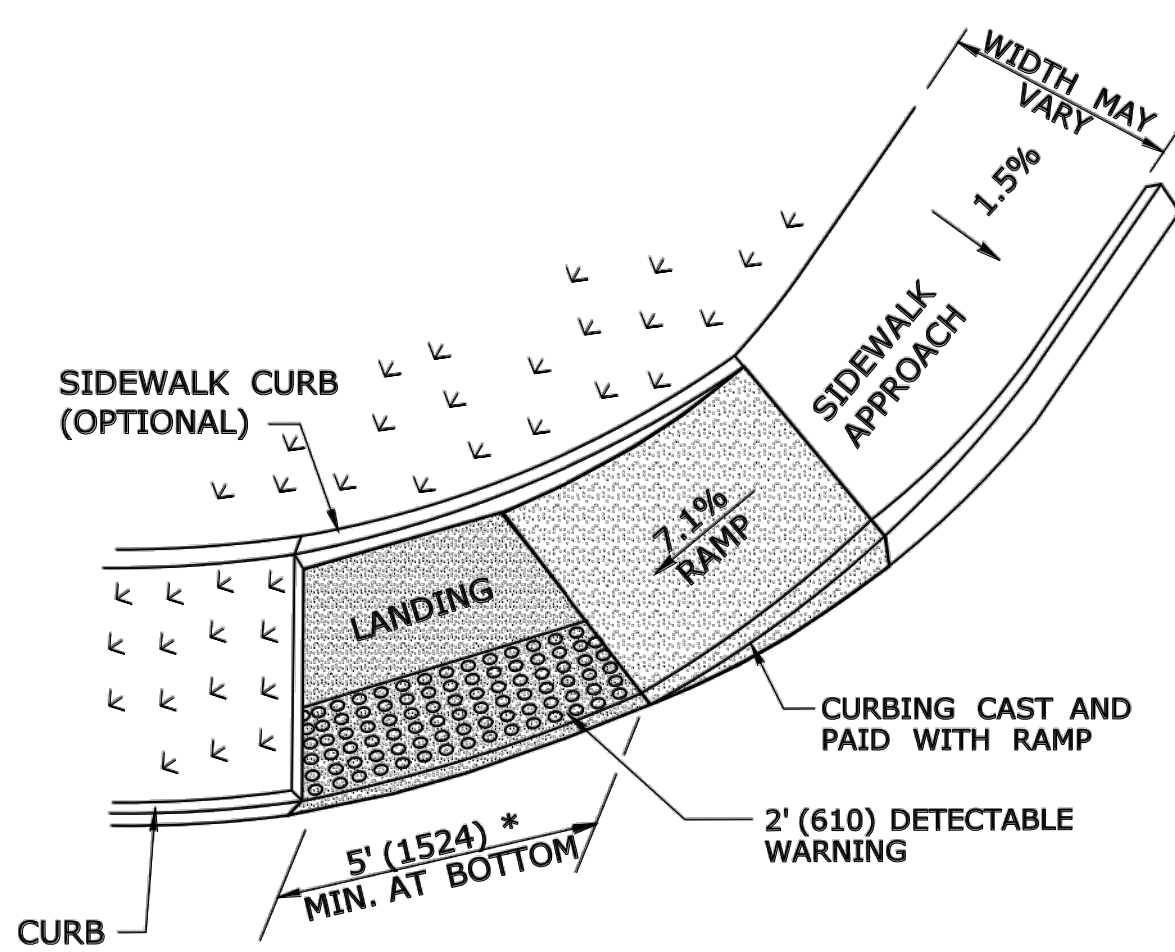 WIDTH MAY
VARY
1.5%
SIDEWALK
APPROACH
SIDEWALK CURB
(OPTIONAL)
7.1%
RAMP
LANDING
CURBING CAST AND
PAID WITH RAMP
2' (610) DETECTABLE
WARNING
5' (1524) *
MIN. AT BOTTOM
CURB